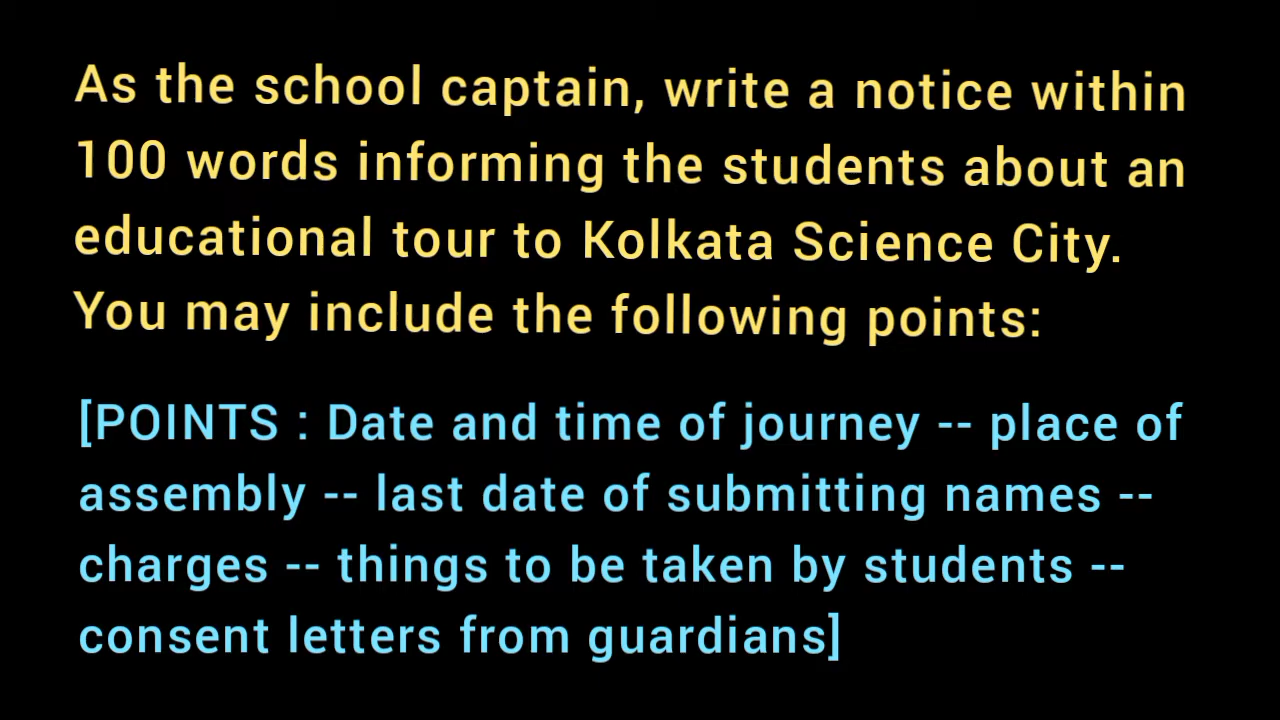 As the school captain, write a notice within
100 words informing the students about an
educational tour to Kolkata Science City.
You may include the following points:
[POINTS : Date and time of journey -- place of
assembly -- last date of submitting names --
charges -- things to be taken by students --
consent letters from guardians]